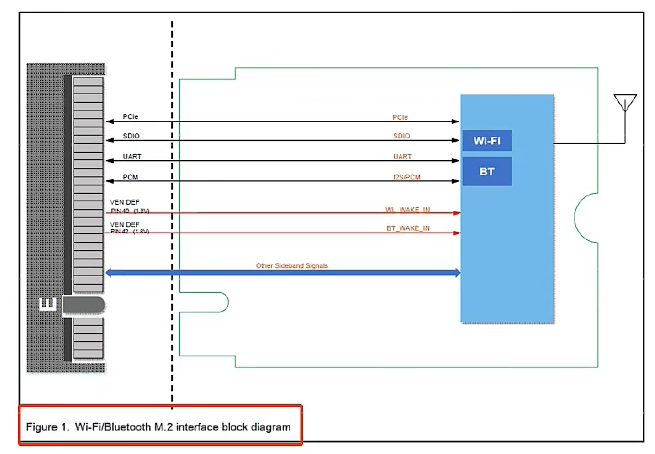 PCIe PCIe
SDIO SDIO
Wi-Fi
UART UART
BT
PCM I2S/PCM
VEN DEF
PIN 40 (1.8V) WL_WAKE_IN
VEN DEF
PIN 42 (1.8V) BT_WAKE_IN
Other Sideband Signals
E
Figure 1. Wi-Fi/Bluetooth M.2 interface block diagram